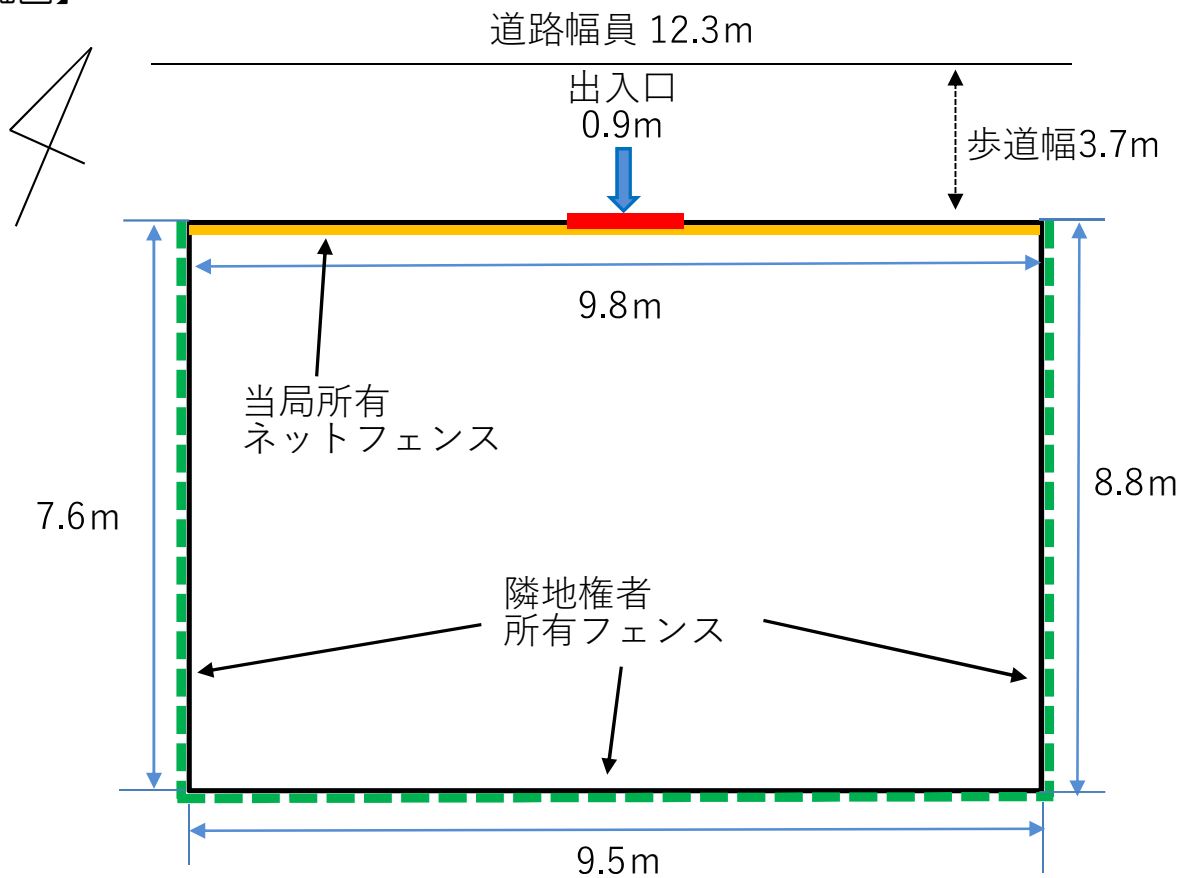 道路幅員 12.3m
出入口
0.9m
歩道幅3.7m
9.8m
当局所有
ネットフェンス
7.6m
8.8m
隣地権者
所有フェンス
9.5m